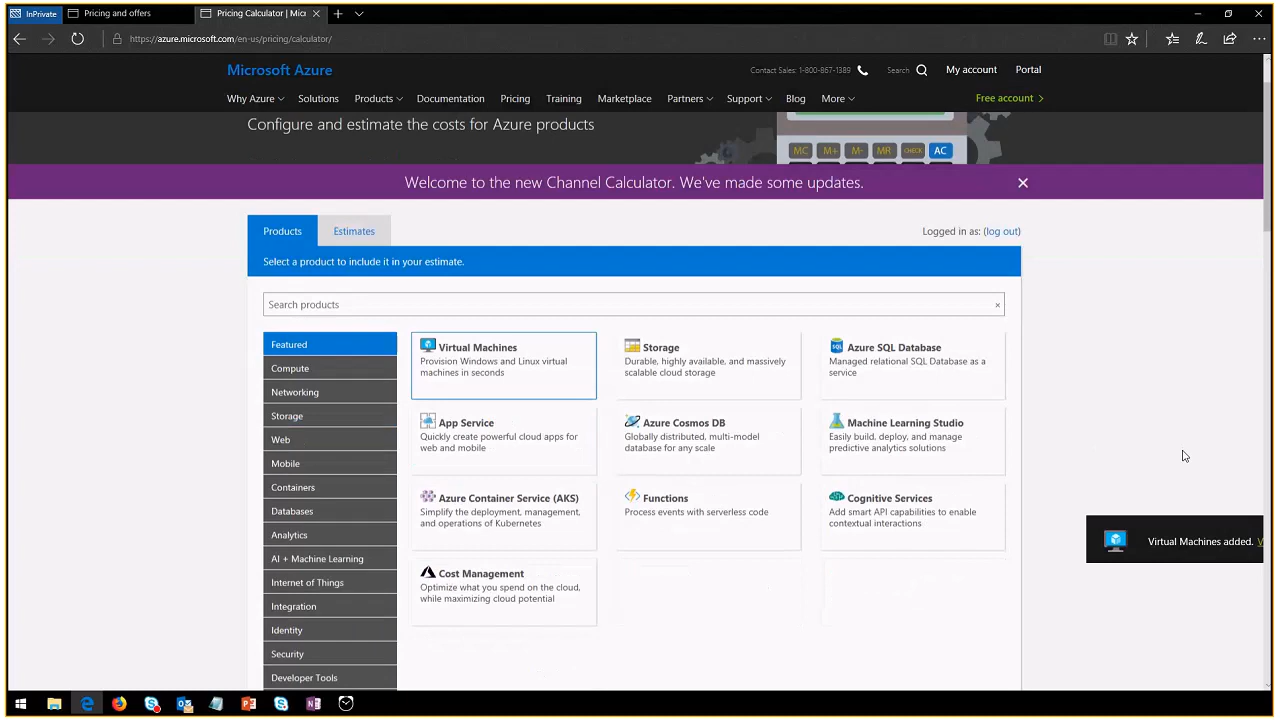 InPrivate
Pricing and offers
Pricing Calculator | Micr
https://azure.microsoft.com/en-us/pricing/calculator/
Microsoft Azure
Contact Sales: 1-800-867-1389
Search
My account
Portal
Why Azure
Solutions
Products
Documentation
Pricing
Training
Marketplace
Partners
Support
Blog
More
Free account
Configure and estimate the costs for Azure products
MC M+ M- MR CHECK AC
Welcome to the new Channel Calculator. We've made some updates.
Products
Estimates
Logged in as: (log out)
Select a product to include it in your estimate.
Search products
Featured
Compute
Networking
Storage
Web
Mobile
Containers
Databases
Analytics
AI + Machine Learning
Internet of Things
Integration
Identity
Security
Developer Tools
Virtual Machines
Provision Windows and Linux virtual
machines in seconds
Storage
Durable, highly available, and massively
scalable cloud storage
SQL
Azure SQL Database
Managed relational SQL Database as a
service
App Service
Quickly create powerful cloud apps for
web and mobile
Azure Cosmos DB
Globally distributed, multi-model
database for any scale
Machine Learning Studio
Easily build, deploy, and manage
predictive analytics solutions
Azure Container Service (AKS)
Simplify the deployment, management,
and operations of Kubernetes
Functions
Process events with serverless code
Cognitive Services
Add smart API capabilities to enable
contextual interactions
Cost Management
Optimize what you spend on the cloud,
while maximizing cloud potential
Virtual Machines added. V